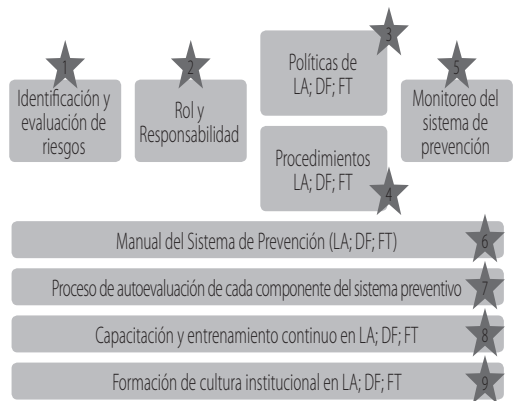 1
Identificación y
evaluación de
riesgos
2
Rol y
Responsabilidad
3
Políticas de
LA; DF; FT
Procedimientos
LA; DF; FT
4
5
Monitoreo del
sistema de
prevención
Manual del Sistema de Prevención (LA; DF; FT)
6
Proceso de autoevaluación de cada componente del sistema preventivo
7
Capacitación y entrenamiento continuo en LA; DF; FT
8
Formación de cultura institucional en LA; DF; FT
9